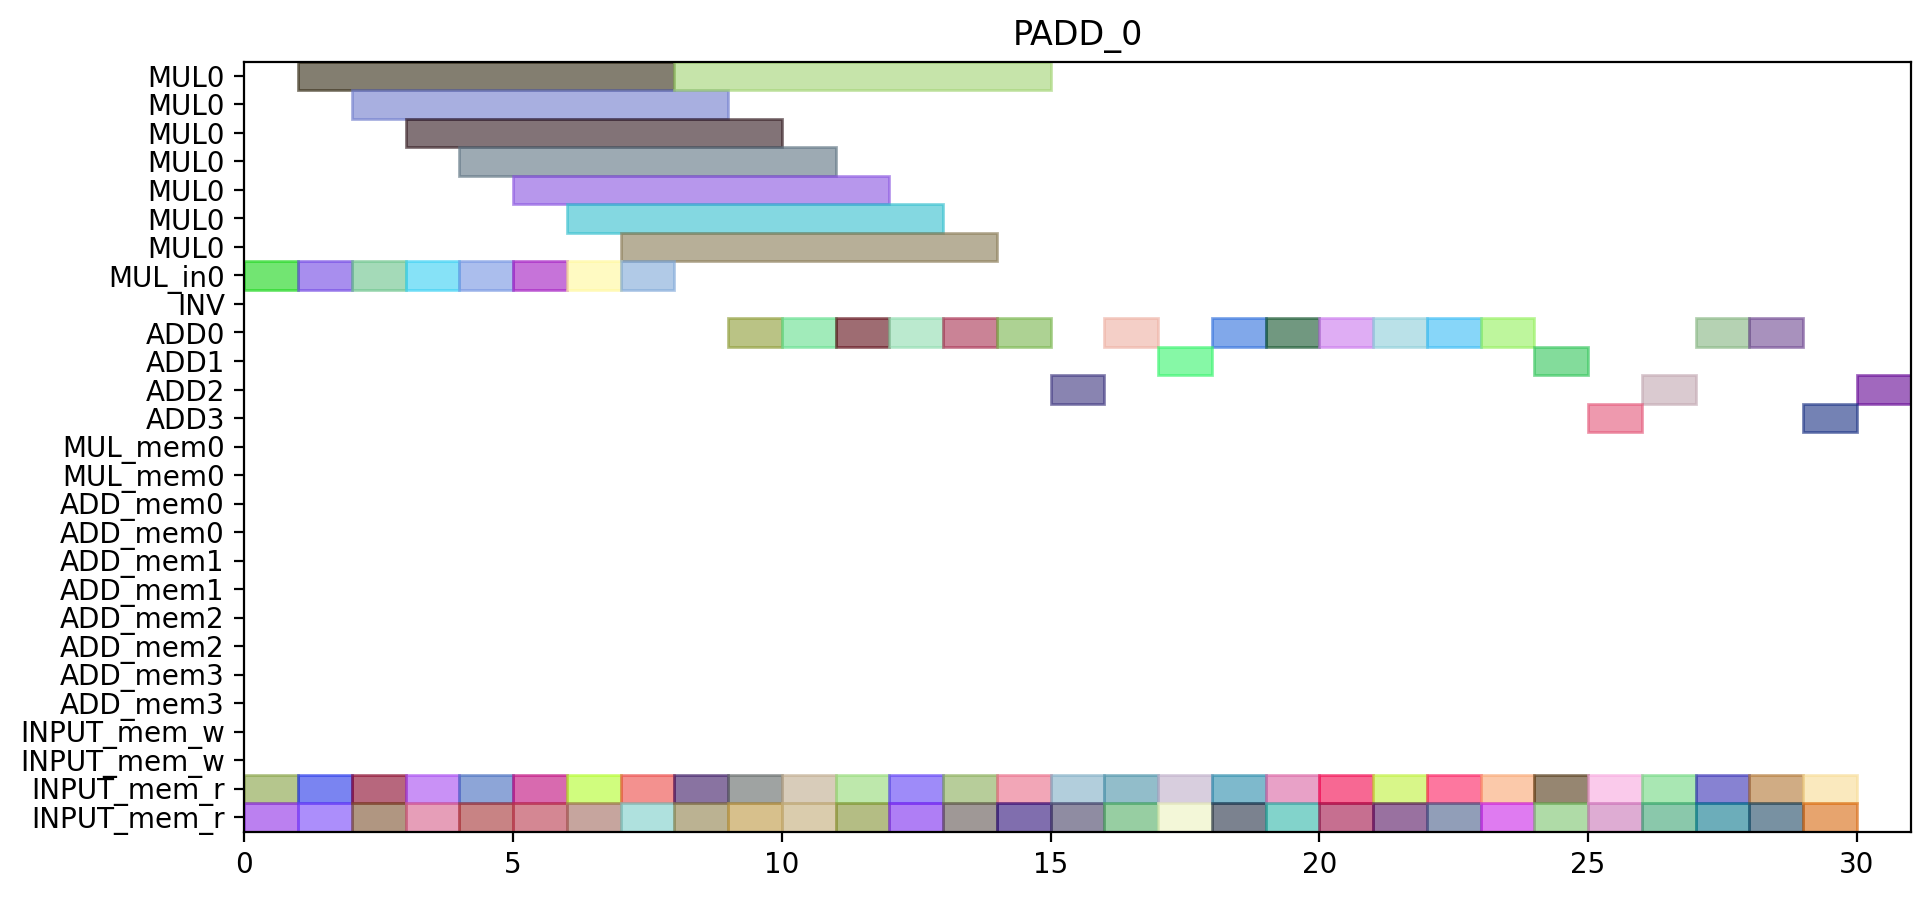 PADD_0
MUL0
MUL0
MUL0
MUL0
MUL0
MUL0
MUL0
MUL_in0
INV
ADD0
ADD1
ADD2
ADD3
MUL_mem0
MUL_mem0
ADD_mem0
ADD_mem0
ADD_mem1
ADD_mem1
ADD_mem2
ADD_mem2
ADD_mem3
ADD_mem3
INPUT_mem_w
INPUT_mem_w
INPUT_mem_r
INPUT_mem_r
0 5 10 15 20 25 30